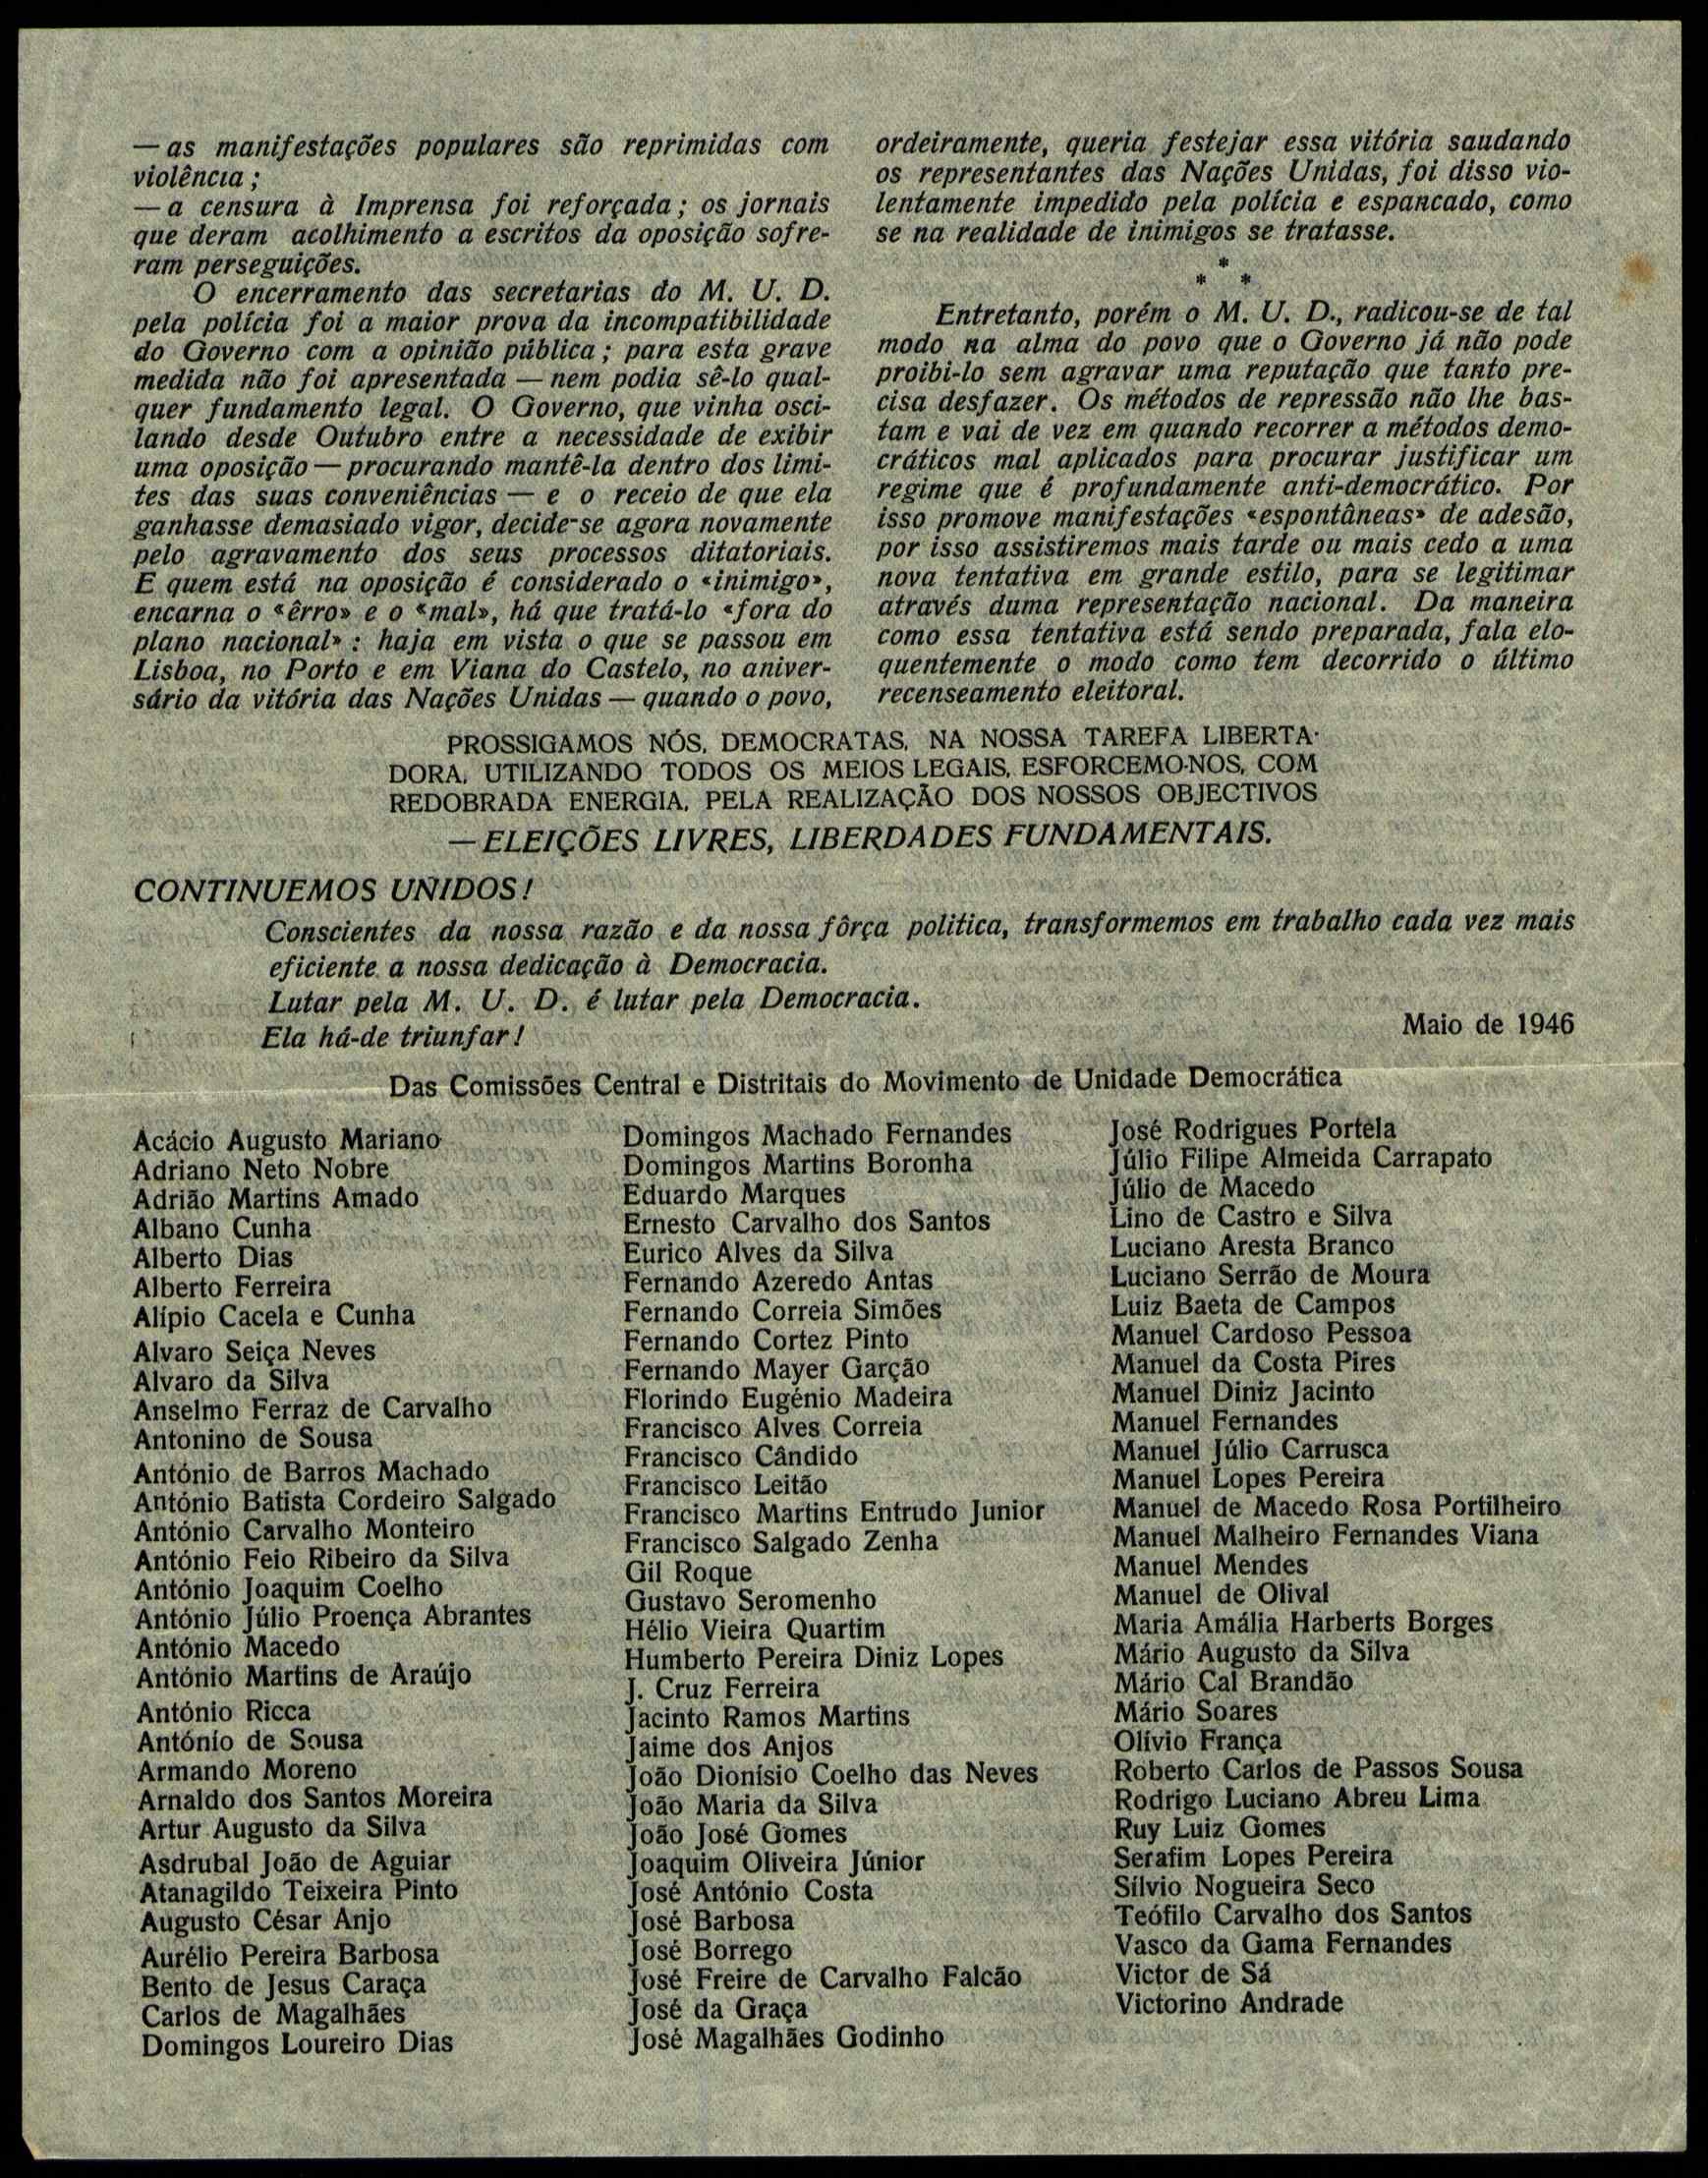 — as manifestações populares são reprimidas com
violência ;
— a censura à Imprensa foi reforçada ; os jornais
que deram acolhimento a escritos da oposição sofre-
ram perseguições.
O encerramento das secretarias do M. U. D.
pela polícia foi a maior prova da incompatibilidade
do Governo com a opinião pública ; para esta grave
medida não foi apresentada — nem podia sê-lo qual-
quer fundamento legal. O Governo, que vinha osci-
lando desde Outubro entre a necessidade de exibir
uma oposição — procurando mantê-la dentro dos limi-
tes das suas conveniências — e o receio de que ela
ganhasse demasiado vigor, decide-se agora novamente
pelo agravamento dos seus processos ditatoriais.
E quem está na oposição é considerado o «inimigo»,
encarna o «êrro» e o «mal», há que tratá-lo «fora do
plano nacional» : haja em vista o que se passou em
Lisboa, no Porto e em Viana do Castelo, no aniver-
sário da vitória das Nações Unidas — quando o povo,
ordeiramente, queria festejar essa vitória saudando
os representantes das Nações Unidas, foi disso vio-
lentamente impedido pela polícia e espancado, como
se na realidade de inimigos se tratasse.
*
* *
Entretanto, porém o M. U. D., radicou-se de tal
modo na alma do povo que o Governo já não pode
proibi-lo sem agravar uma reputação que tanto pre-
cisa desfazer. Os métodos de repressão não lhe bas-
tam e vai de vez em quando recorrer a métodos demo-
cráticos mal aplicados para procurar justificar um
regime que é profundamente anti-democrático. Por
isso promove manifestações «espontâneas» de adesão,
por isso assistiremos mais tarde ou mais cedo a uma
nova tentativa em grande estilo, para se legitimar
através duma representação nacional. Da maneira
como essa tentativa está sendo preparada, fala elo-
quentemente o modo como tem decorrido o último
recenseamento eleitoral.
PROSSIGAMOS NÓS, DEMOCRATAS, NA NOSSA TAREFA LIBERTA-
DORA, UTILIZANDO TODOS OS MEIOS LEGAIS, ESFORCEMO-NOS, COM
REDOBRADA ENERGIA, PELA REALIZAÇÃO DOS NOSSOS OBJECTIVOS
— ELEIÇÕES LIVRES, LIBERDADES FUNDAMENTAIS.
CONTINUEMOS UNIDOS !
Conscientes da nossa razão e da nossa fôrça politica, transformemos em trabalho cada vez mais
eficiente a nossa dedicação à Democracia.
Lutar pela M. U. D. é lutar pela Democracia.
Ela há-de triunfar !
Maio de 1946
Das Comissões Central e Distritais do Movimento de Unidade Democrática
Acácio Augusto Mariano
Adriano Neto Nobre
Adrião Martins Amado
Albano Cunha
Alberto Dias
Alberto Ferreira
Alípio Cacela e Cunha
Alvaro Seiça Neves
Alvaro da Silva
Anselmo Ferraz de Carvalho
Antonino de Sousa
António de Barros Machado
António Batista Cordeiro Salgado
António Carvalho Monteiro
António Feio Ribeiro da Silva
António Joaquim Coelho
António Júlio Proença Abrantes
António Macedo
António Martins de Araújo
António Ricca
António de Sousa
Armando Moreno
Arnaldo dos Santos Moreira
Artur Augusto da Silva
Asdrubal João de Aguiar
Atanagildo Teixeira Pinto
Augusto César Anjo
Aurélio Pereira Barbosa
Bento de Jesus Caraça
Carlos de Magalhães
Domingos Loureiro Dias
Domingos Machado Fernandes
Domingos Martins Boronha
Eduardo Marques
Ernesto Carvalho dos Santos
Eurico Alves da Silva
Fernando Azeredo Antas
Fernando Correia Simões
Fernando Cortez Pinto
Fernando Mayer Garção
Florindo Eugénio Madeira
Francisco Alves Correia
Francisco Cândido
Francisco Leitão
Francisco Martins Entrudo Junior
Francisco Salgado Zenha
Gil Roque
Gustavo Seromenho
Hélio Vieira Quartim
Humberto Pereira Diniz Lopes
J. Cruz Ferreira
Jacinto Ramos Martins
Jaime dos Anjos
João Dionísio Coelho das Neves
João Maria da Silva
João José Gomes
Joaquim Oliveira Júnior
José António Costa
José Barbosa
José Borrego
José Freire de Carvalho Falcão
José da Graça
José Magalhães Godinho
José Rodrigues Portela
Júlio Filipe Almeida Carrapato
Júlio de Macedo
Lino de Castro e Silva
Luciano Aresta Branco
Luciano Serrão de Moura
Luiz Baeta de Campos
Manuel Cardoso Pessoa
Manuel da Costa Pires
Manuel Diniz Jacinto
Manuel Fernandes
Manuel Júlio Carrusca
Manuel Lopes Pereira
Manuel de Macedo Rosa Portilheiro
Manuel Malheiro Fernandes Viana
Manuel Mendes
Manuel de Olival
Maria Amália Harberts Borges
Mário Augusto da Silva
Mário Cal Brandão
Mário Soares
Olívio França
Roberto Carlos de Passos Sousa
Rodrigo Luciano Abreu Lima
Ruy Luiz Gomes
Serafim Lopes Pereira
Sílvio Nogueira Seco
Teófilo Carvalho dos Santos
Vasco da Gama Fernandes
Victor de Sá
Victorino Andrade